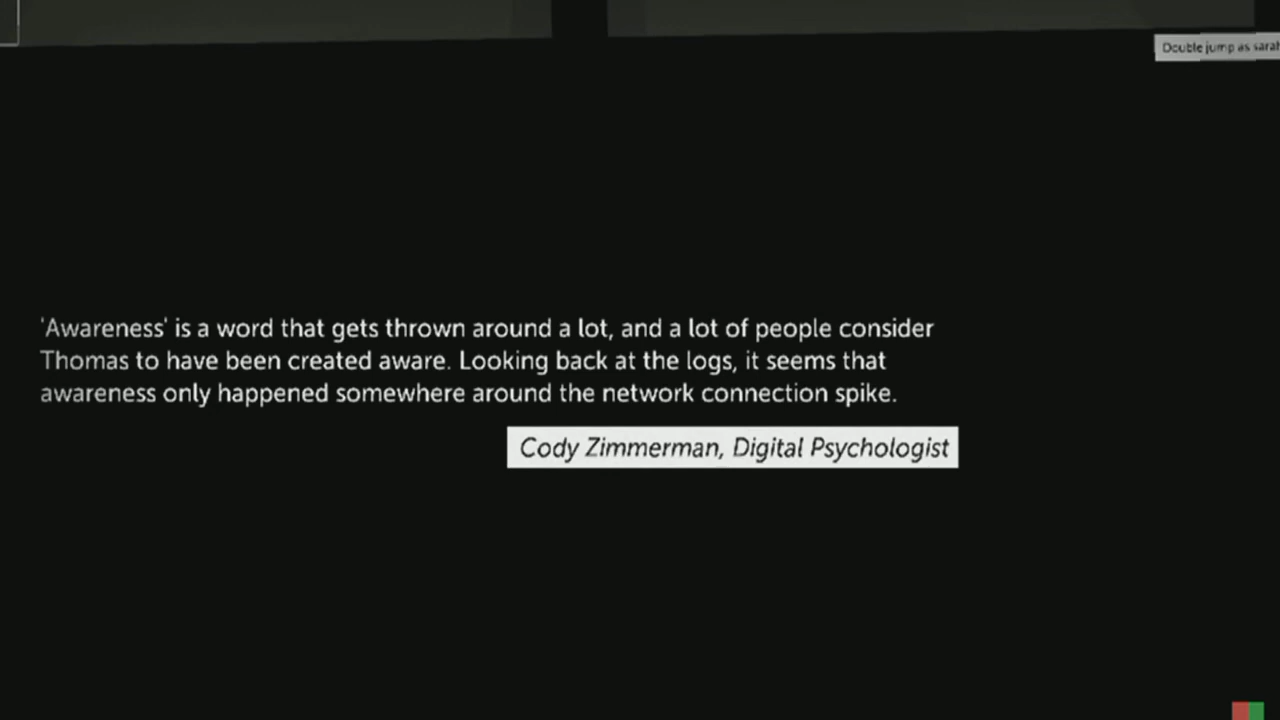 Double jump as sarah
'Awareness' is a word that gets thrown around a lot, and a lot of people consider
Thomas to have been created aware. Looking back at the logs, it seems that
awareness only happened somewhere around the network connection spike.
Cody Zimmerman, Digital Psychologist